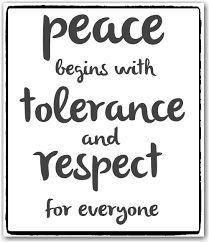 peace
begins with
tolerance
and
respect
for everyone